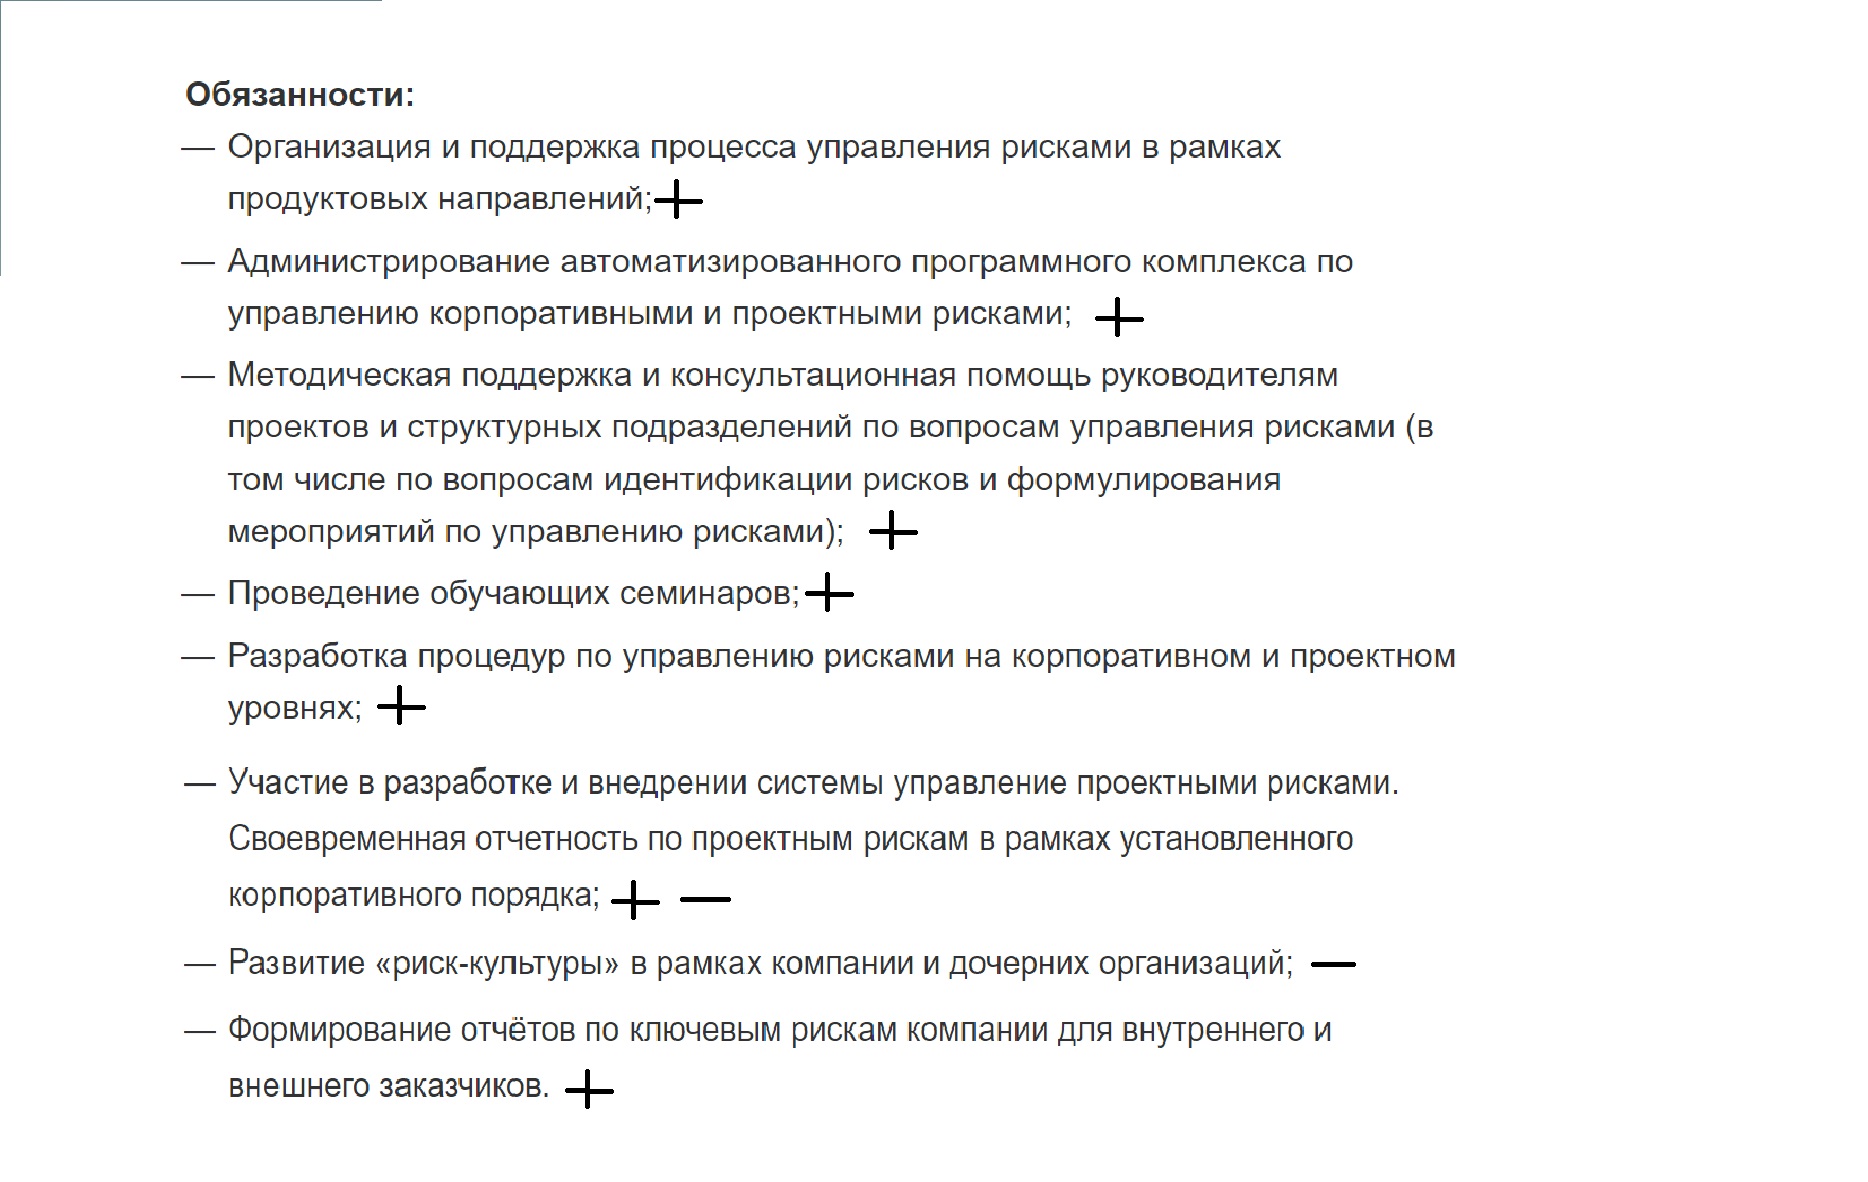 Обязанности:
— Организация и поддержка процесса управления рисками в рамках
продуктовых направлений; +
— Администрирование автоматизированного программного комплекса по
управлению корпоративными и проектными рисками; +
— Методическая поддержка и консультационная помощь руководителям
проектов и структурных подразделений по вопросам управления рисками (в
том числе по вопросам идентификации рисков и формулирования
мероприятий по управлению рисками); +
— Проведение обучающих семинаров; +
— Разработка процедур по управлению рисками на корпоративном и проектном
уровнях; +
— Участие в разработке и внедрении системы управление проектными рисками.
Своевременная отчетность по проектным рискам в рамках установленного
корпоративного порядка; + —
— Развитие «риск-культуры» в рамках компании и дочерних организаций; —
— Формирование отчётов по ключевым рискам компании для внутреннего и
внешнего заказчиков. +